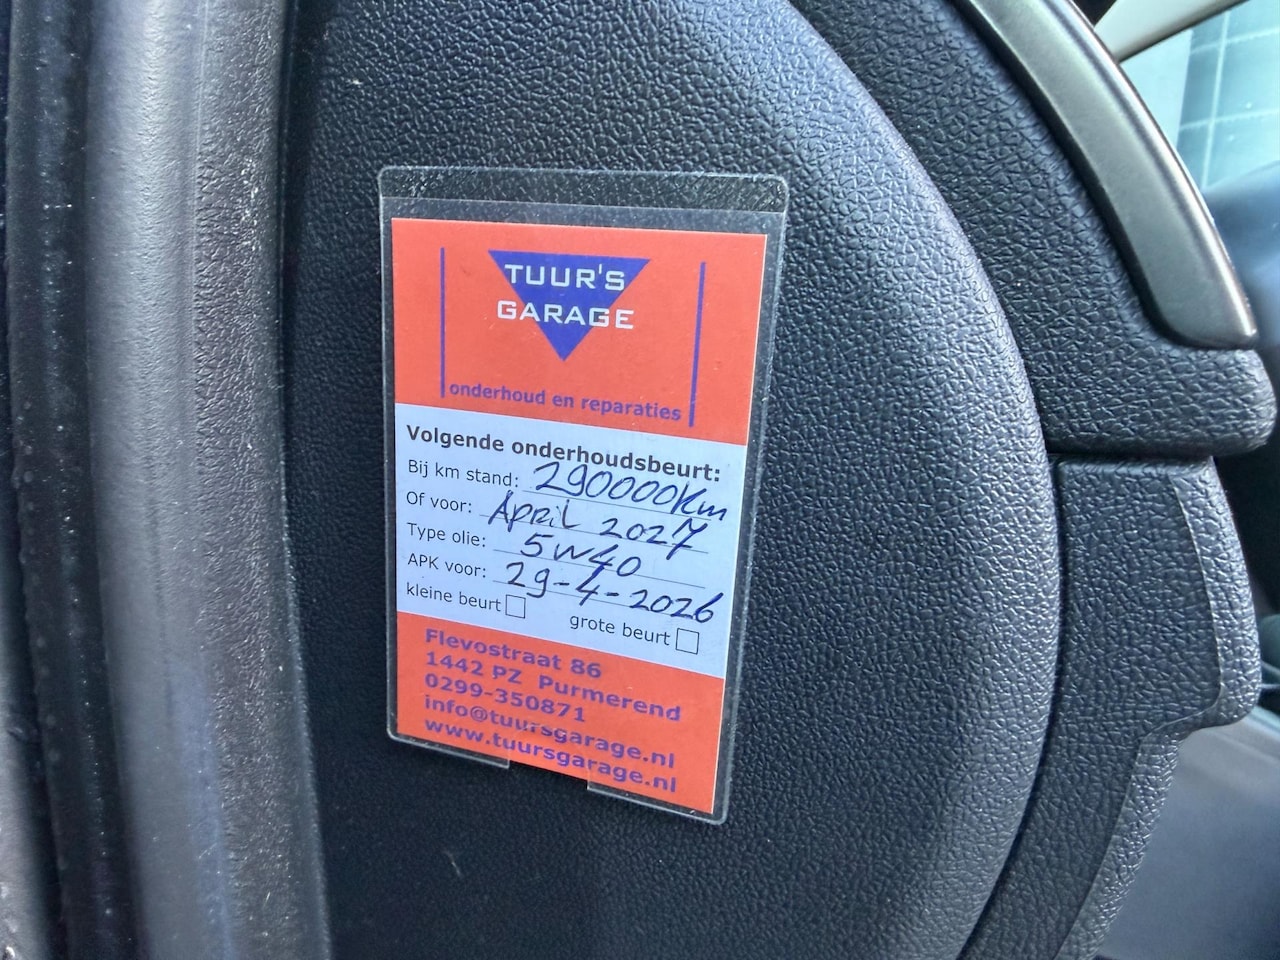 TUUR'S
GARAGE
onderhoud en reparaties
Volgende onderhoudsbeurt:
Bij km stand: 290000km
Of voor: April 2027
Type olie: 5W40
APK voor: 29-4-2026
kleine beurt grote beurt
Flevostraat 86
1442 PZ Purmerend
0299-350871
info@tuursgarage.nl
www.tuursgarage.nl